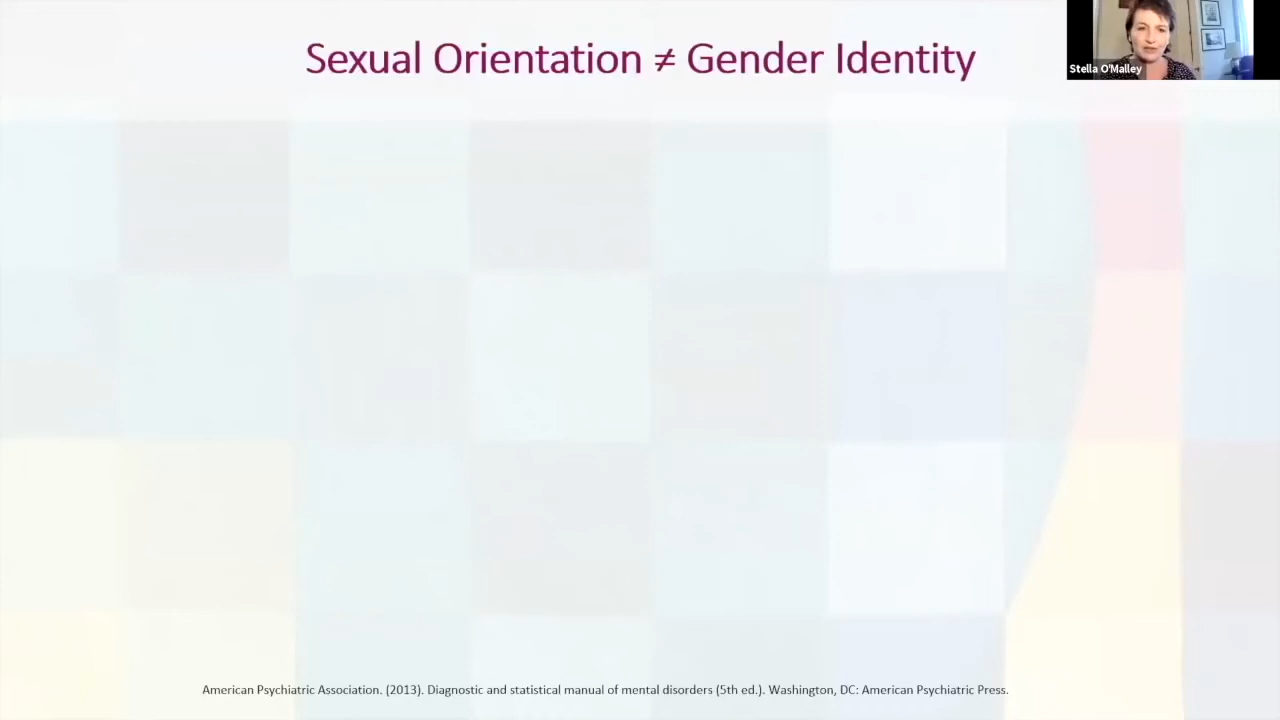 Sexual Orientation ≠ Gender Identity
Stella O'Malley
American Psychiatric Association. (2013). Diagnostic and statistical manual of mental disorders (5th ed.). Washington, DC: American Psychiatric Press.